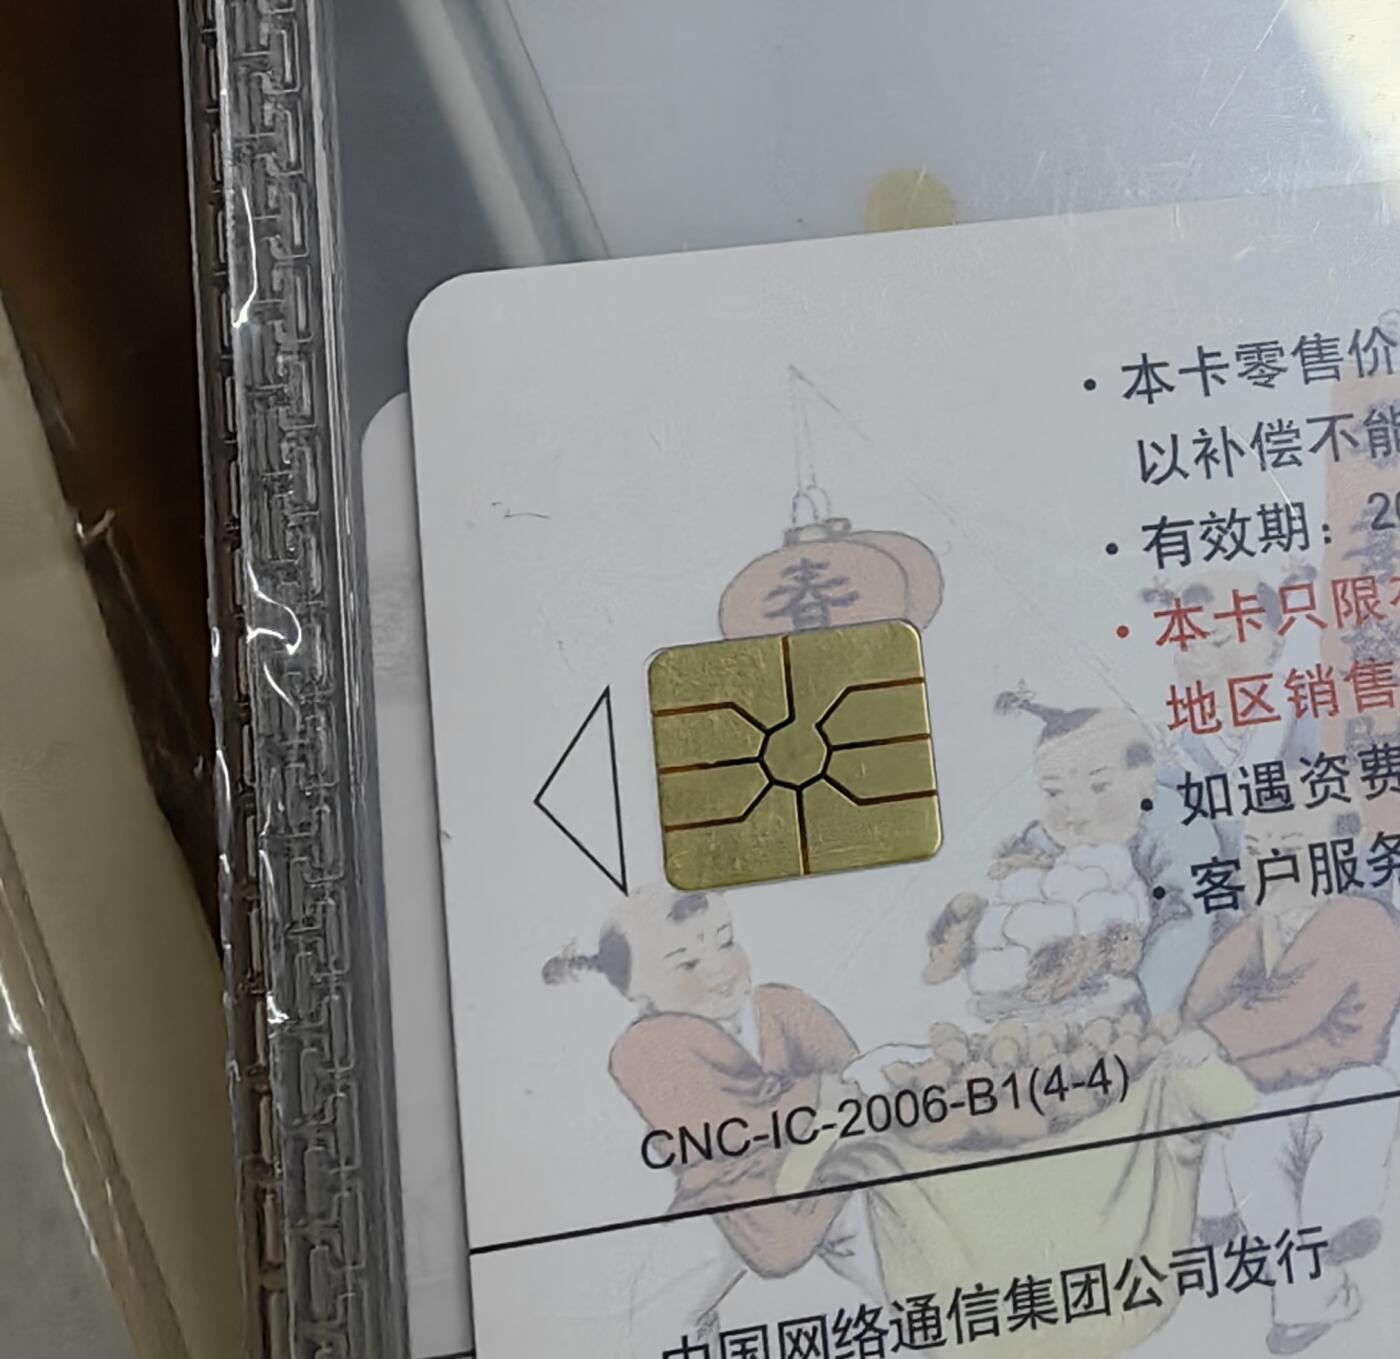 春
· 本卡零售价
以补偿不能
· 有效期：20
· 本卡只限
地区销售
· 如遇资费
· 客户服务
CNC-IC-2006-B1(4-4)
中国网络通信集团公司发行